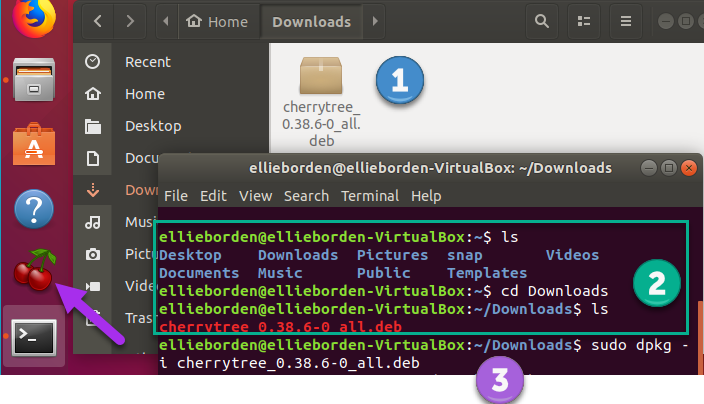 Home Downloads
Recent
Home
Desktop
cherrytree_
0.38.6-0_all.
deb
1
ellieborden@ellieborden-VirtualBox: ~/Downloads
File Edit View Search Terminal Help
ellieborden@ellieborden-VirtualBox:~$ ls
Desktop Downloads Pictures snap Videos
Documents Music Public Templates
ellieborden@ellieborden-VirtualBox:~$ cd Downloads
ellieborden@ellieborden-VirtualBox:~/Downloads$ ls
cherrytree_0.38.6-0_all.deb
2
ellieborden@ellieborden-VirtualBox:~/Downloads$ sudo dpkg -
i cherrytree_0.38.6-0_all.deb
3
Docu
Dow
Musi
Pictu
Vide
Tras